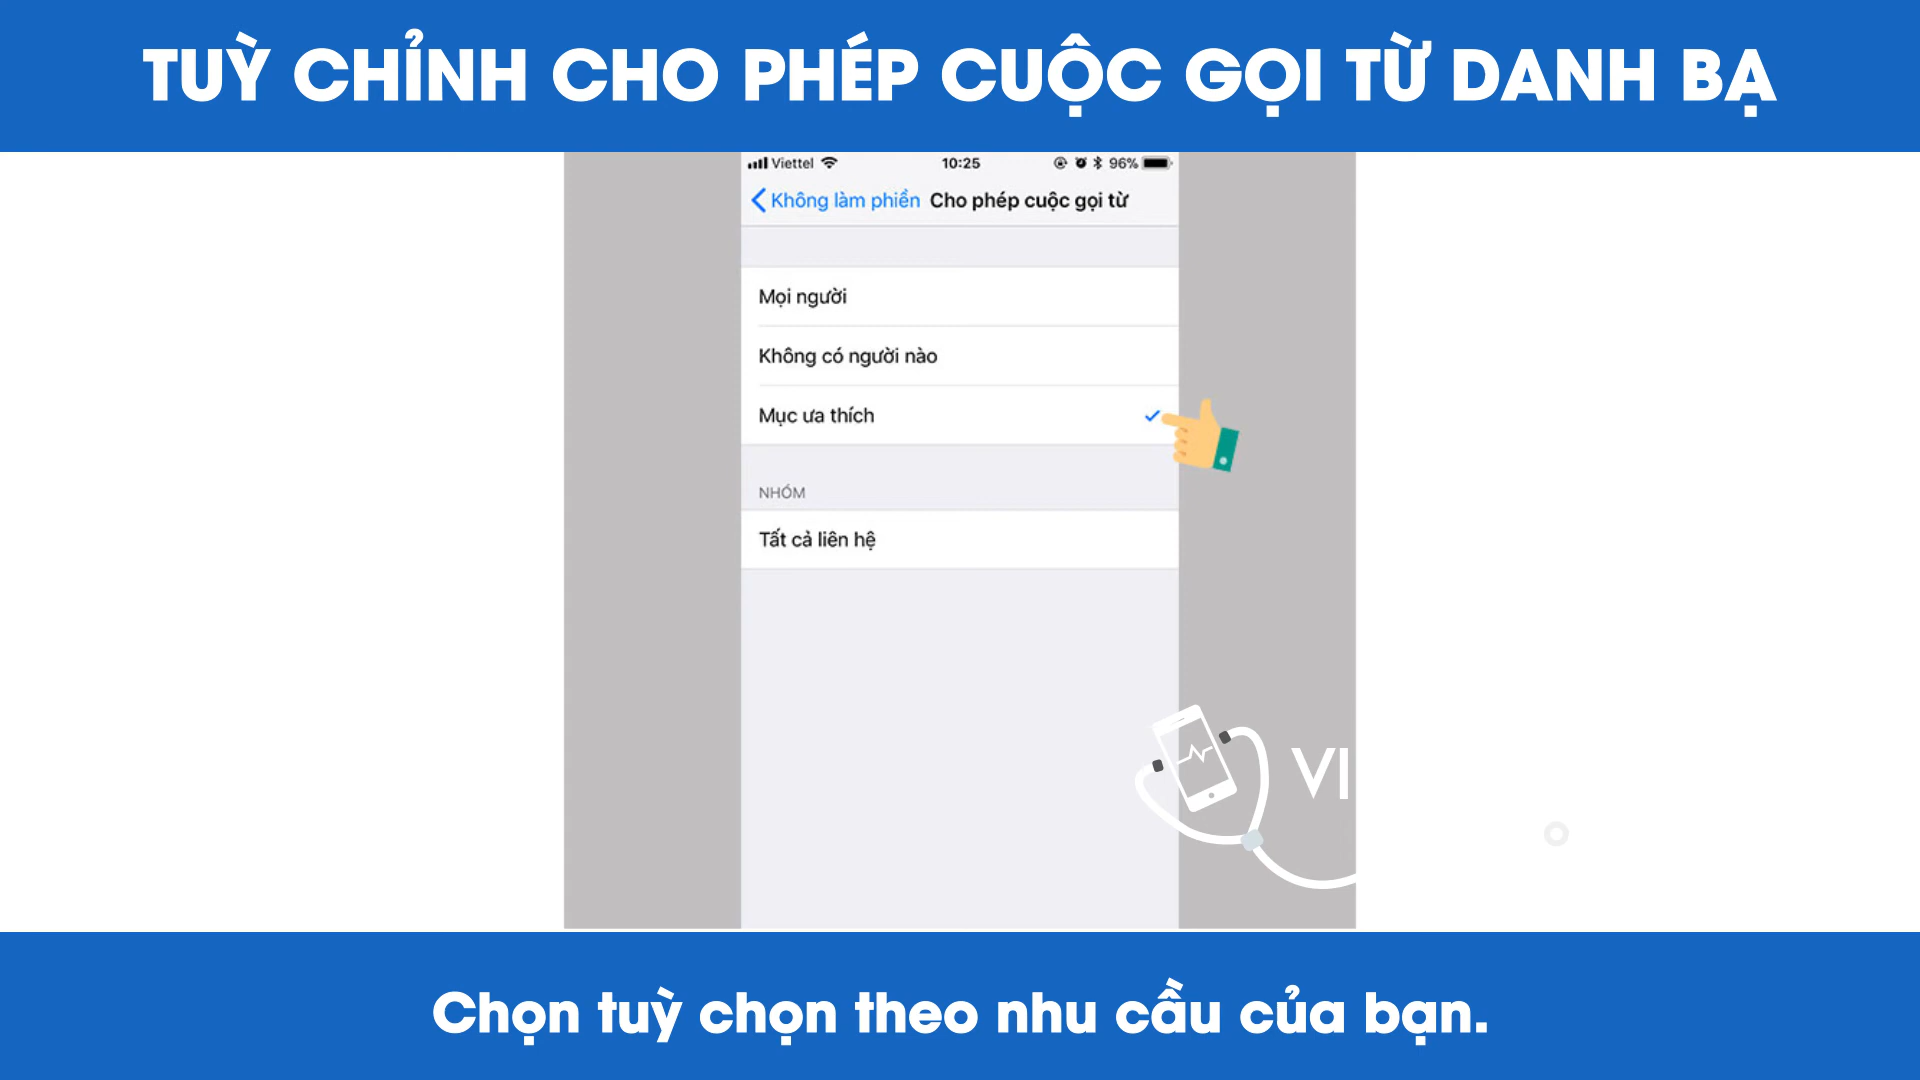 TUỲ CHỈNH CHO PHÉP CUỘC GỌI TỪ DANH BẠ
Viettel 10:25 96%
Không làm phiền Cho phép cuộc gọi từ
Mọi người
Không có người nào
Mục ưa thích
NHÓM
Tất cả liên hệ
VI
Chọn tuỳ chọn theo nhu cầu của bạn.